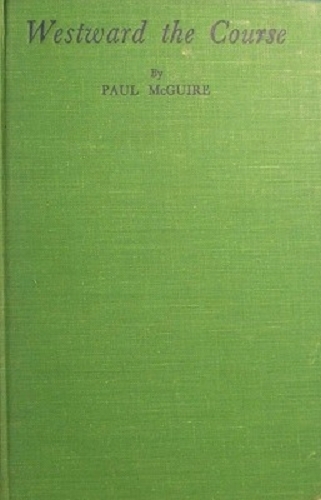 Westward the Course
By
PAUL McGUIRE